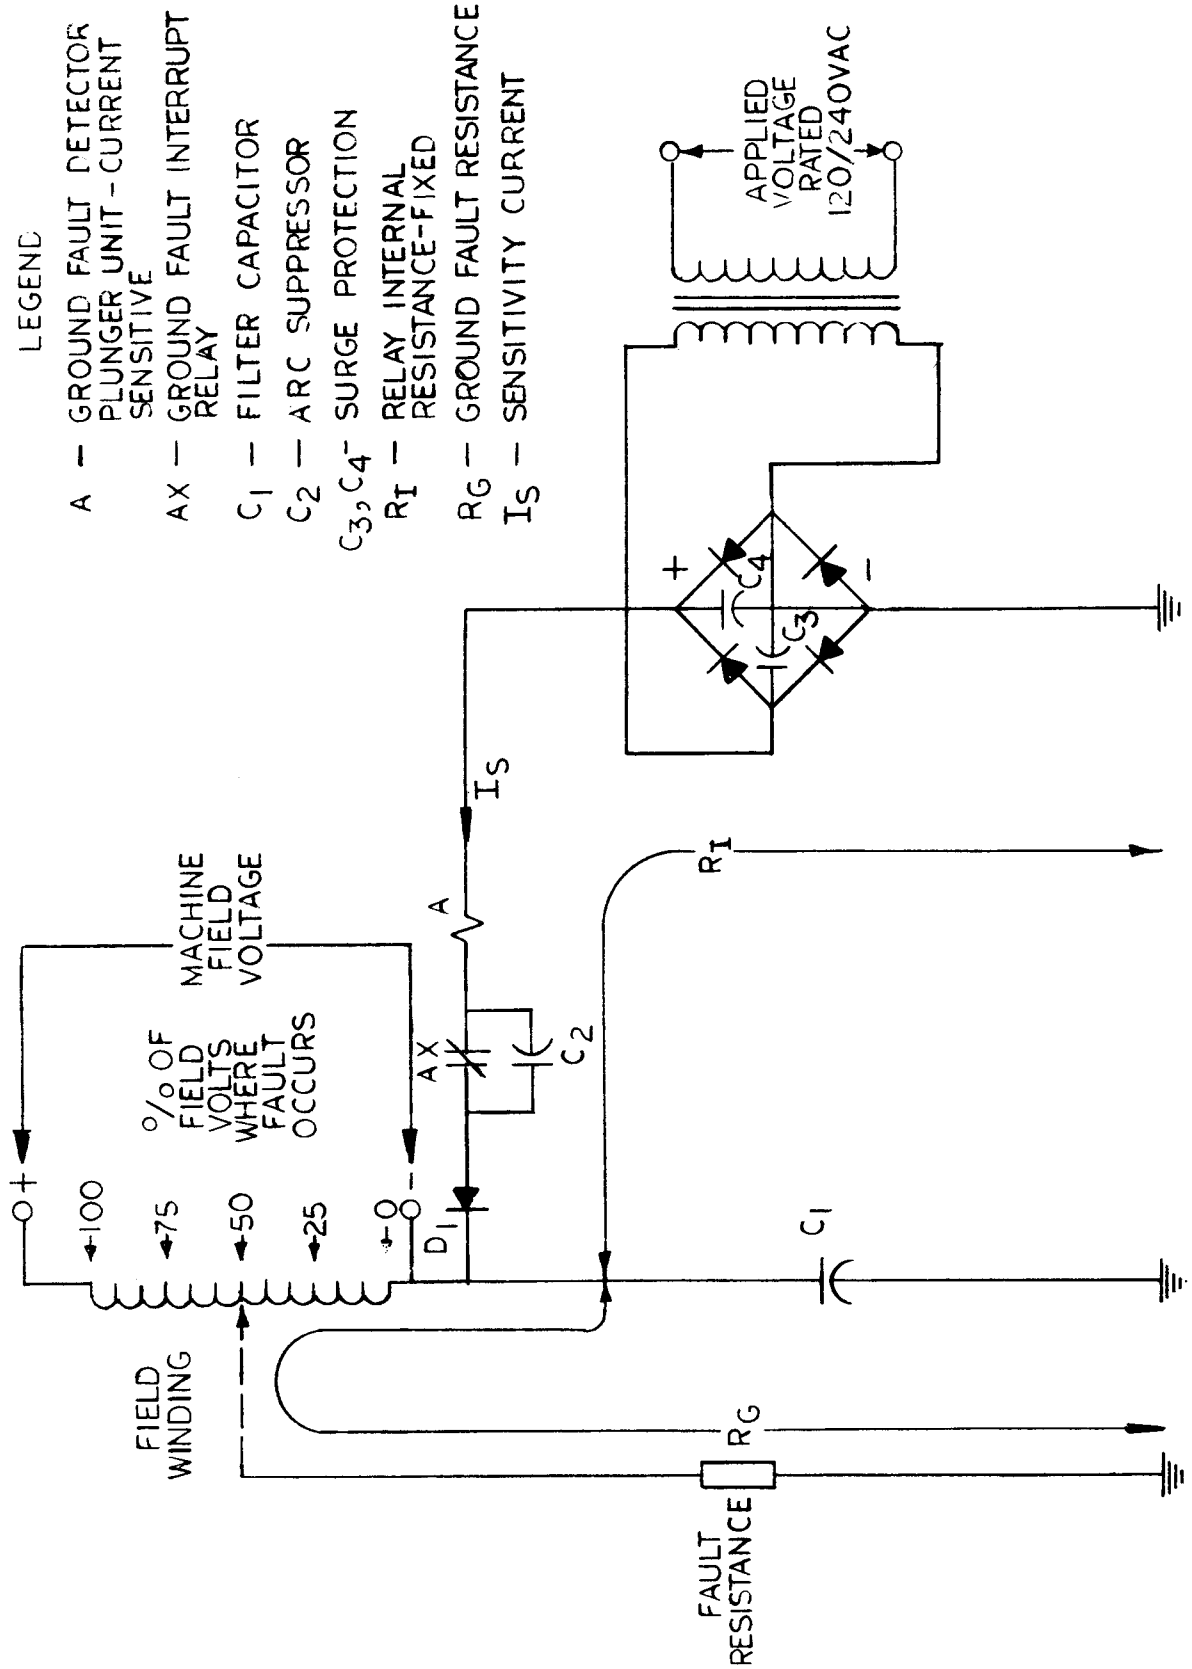 LEGEND
A – GROUND FAULT DETECTOR
PLUNGER UNIT-CURRENT
SENSITIVE
AX – GROUND FAULT INTERRUPT
RELAY
C1 – FILTER CAPACITOR
C2 – ARC SUPPRESSOR
C3, C4 – SURGE PROTECTION
RI – RELAY INTERNAL
RESISTANCE-FIXED
RG – GROUND FAULT RESISTANCE
IS – SENSITIVITY CURRENT
FIELD
WINDING
+
100
75
50
25
0
–
% OF
FIELD
VOLTS
WHERE
FAULT
OCCURS
MACHINE
FIELD
VOLTAGE
D1
AX
C2
A
IS
+
C4
C3
–
APPLIED
VOLTAGE
RATED
120/240VAC
RI
C1
RG
FAULT
RESISTANCE